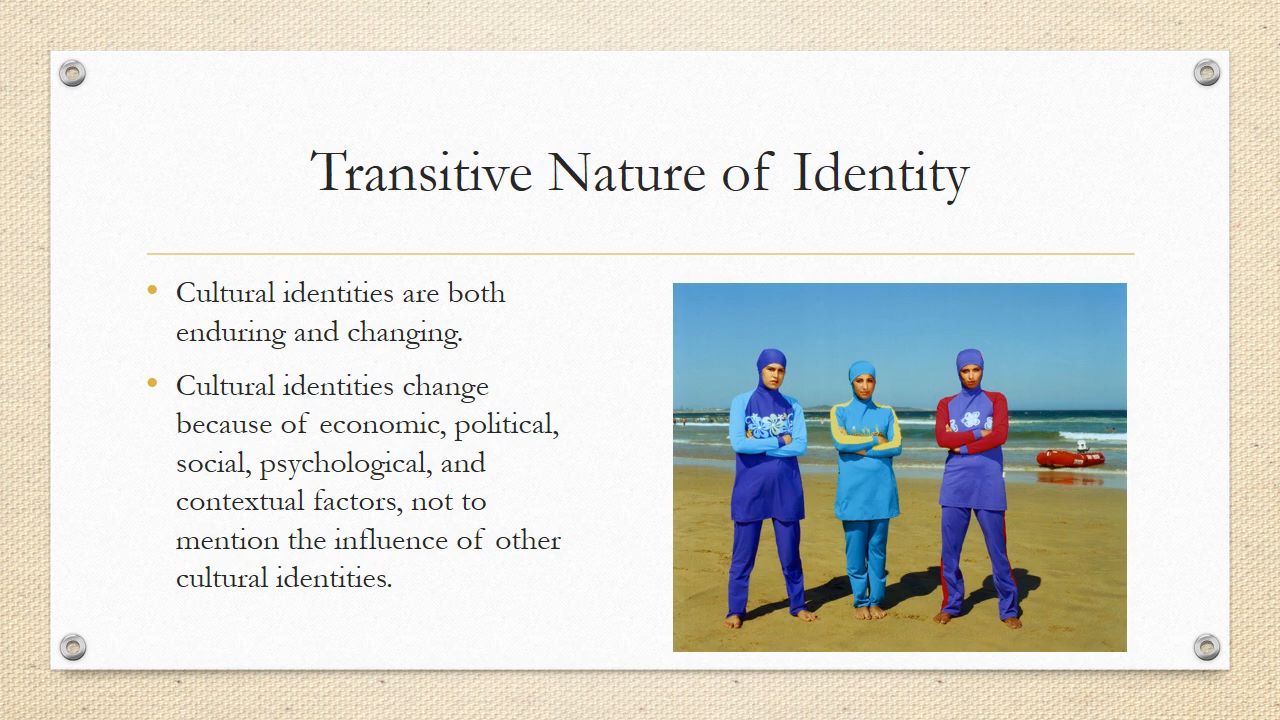 Transitive Nature of Identity
Cultural identities are both
enduring and changing.
Cultural identities change
because of economic, political,
social, psychological, and
contextual factors, not to
mention the influence of other
cultural identities.